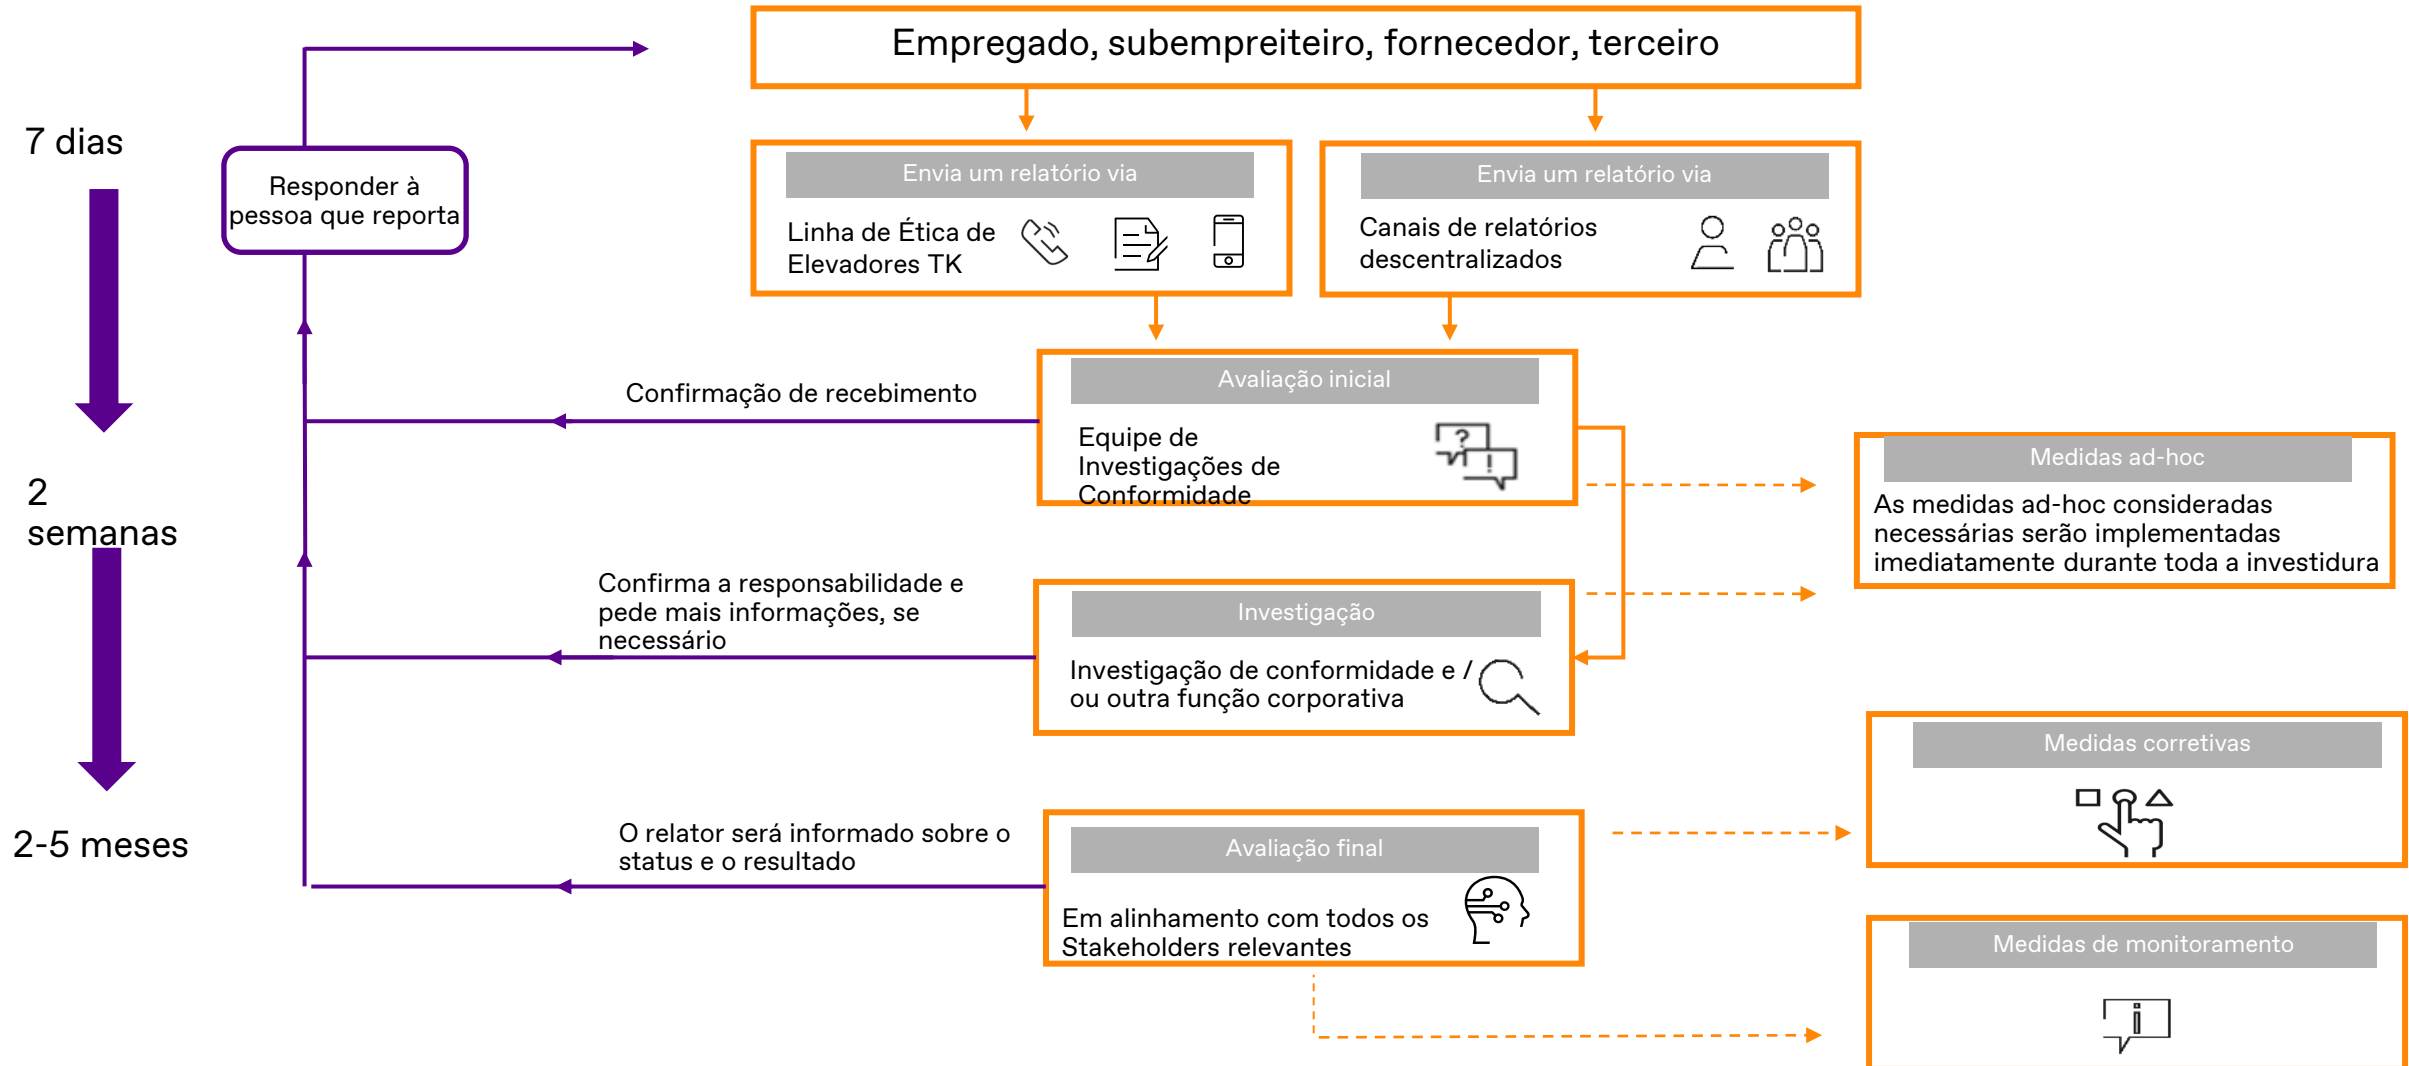 Empregado, subempreiteiro, fornecedor, terceiro
7 dias
Responder à
pessoa que reporta
Envia um relatório via
Linha de Ética de
Elevadores TK
Envia um relatório via
Canais de relatórios
descentralizados
Confirmação de recebimento
Avaliação inicial
Equipe de
Investigações de
Conformidade
?
!
Medidas ad-hoc
As medidas ad-hoc consideradas
necessárias serão implementadas
imediatamente durante toda a investidura
2
semanas
Confirma a responsabilidade e
pede mais informações, se
necessário
Investigação
Investigação de conformidade e /
ou outra função corporativa
Medidas corretivas
2-5 meses
O relator será informado sobre o
status e o resultado
Avaliação final
Em alinhamento com todos os
Stakeholders relevantes
Medidas de monitoramento
i